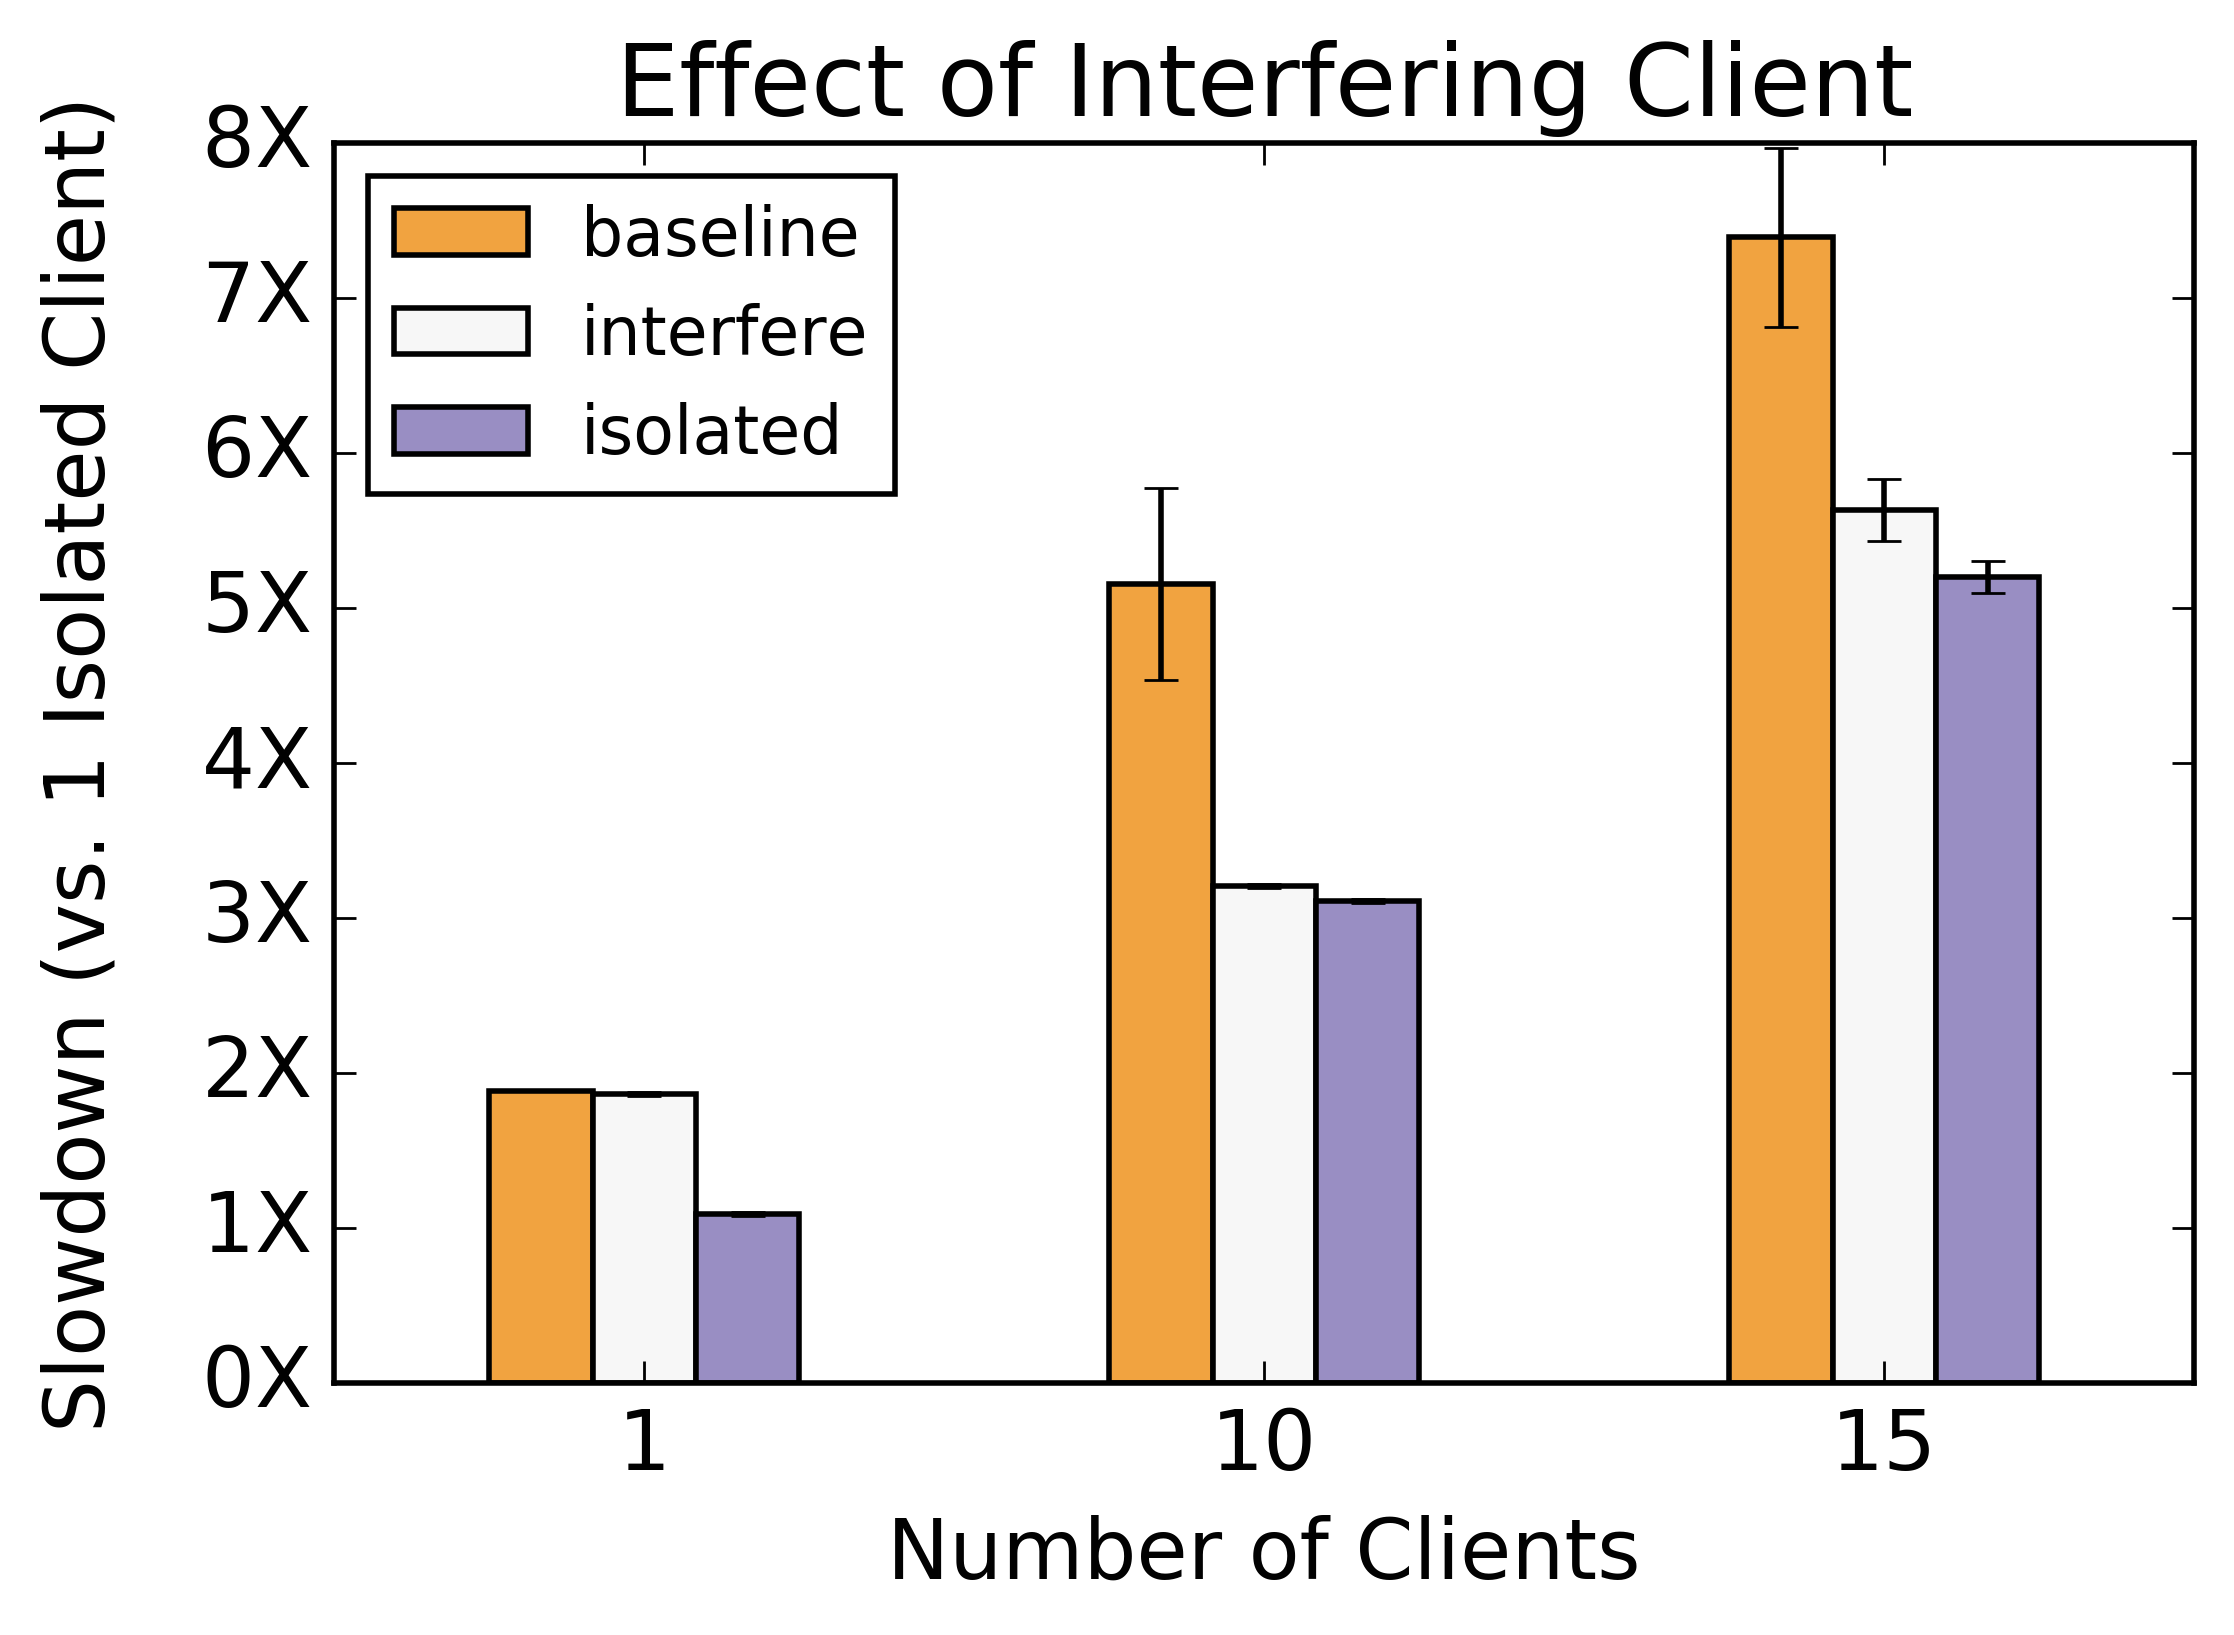 Effect of Interfering Client
Slowdown (vs. 1 Isolated Client)
8X
7X
6X
5X
4X
3X
2X
1X
0X
baseline
interfere
isolated
1 10 15
Number of Clients